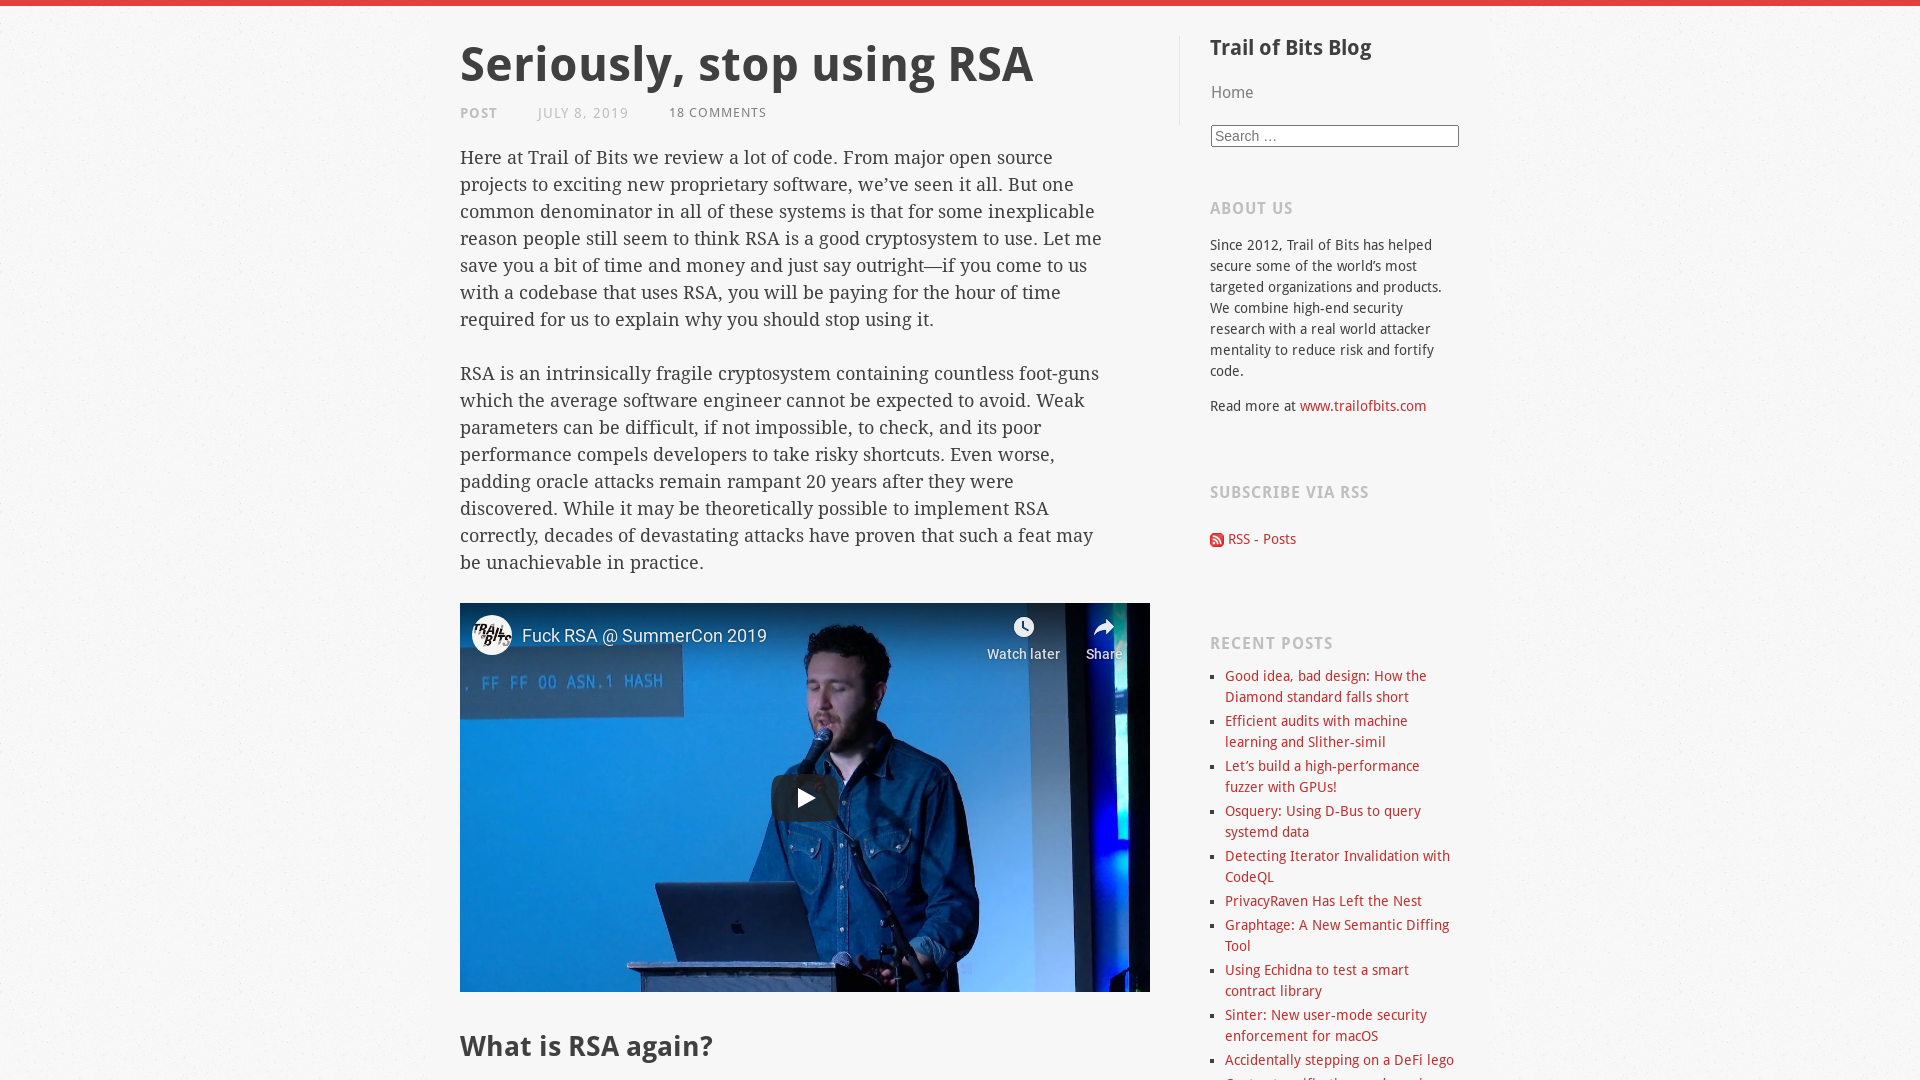 Seriously, stop using RSA
POST JULY 8, 2019 18 COMMENTS
Here at Trail of Bits we review a lot of code. From major open source
projects to exciting new proprietary software, we’ve seen it all. But one
common denominator in all of these systems is that for some inexplicable
reason people still seem to think RSA is a good cryptosystem to use. Let me
save you a bit of time and money and just say outright—if you come to us
with a codebase that uses RSA, you will be paying for the hour of time
required for us to explain why you should stop using it.
RSA is an intrinsically fragile cryptosystem containing countless foot-guns
which the average software engineer cannot be expected to avoid. Weak
parameters can be difficult, if not impossible, to check, and its poor
performance compels developers to take risky shortcuts. Even worse,
padding oracle attacks remain rampant 20 years after they were
discovered. While it may be theoretically possible to implement RSA
correctly, decades of devastating attacks have proven that such a feat may
be unachievable in practice.
TRAIL
OF
BITS
Fuck RSA @ SummerCon 2019
Watch later
Share
. FF FF 00 ASN.1 HASH
What is RSA again?
Trail of Bits Blog
Home
Search …
ABOUT US
Since 2012, Trail of Bits has helped
secure some of the world’s most
targeted organizations and products.
We combine high-end security
research with a real world attacker
mentality to reduce risk and fortify
code.
Read more at www.trailofbits.com
SUBSCRIBE VIA RSS
RSS - Posts
RECENT POSTS
Good idea, bad design: How the
Diamond standard falls short
Efficient audits with machine
learning and Slither-simil
Let’s build a high-performance
fuzzer with GPUs!
Osquery: Using D-Bus to query
systemd data
Detecting Iterator Invalidation with
CodeQL
PrivacyRaven Has Left the Nest
Graphtage: A New Semantic Diffing
Tool
Using Echidna to test a smart
contract library
Sinter: New user-mode security
enforcement for macOS
Accidentally stepping on a DeFi lego